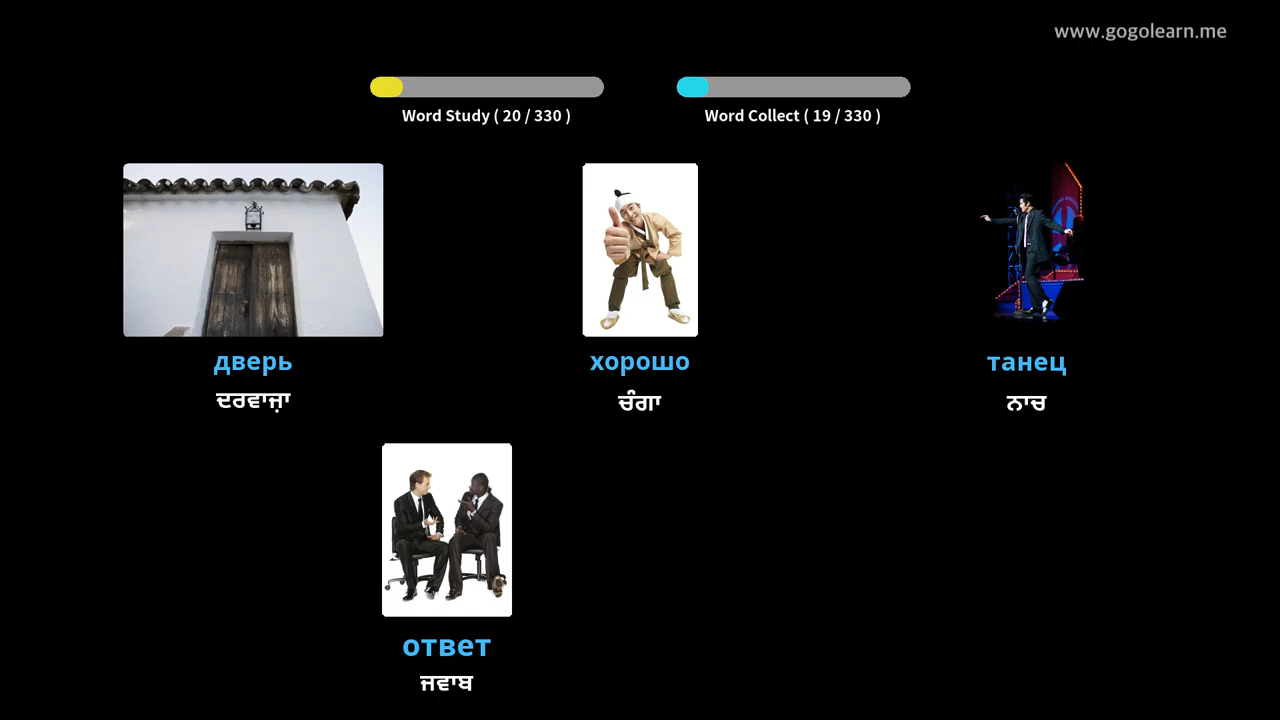 www.gogolearn.me
Word Study ( 20 / 330 )
Word Collect ( 19 / 330 )
дверь
хорошо
танец
ਦਰਵਾਜ਼ਾ
ਚੰਗਾ
ਨਾਚ
ответ
ਜਵਾਬ